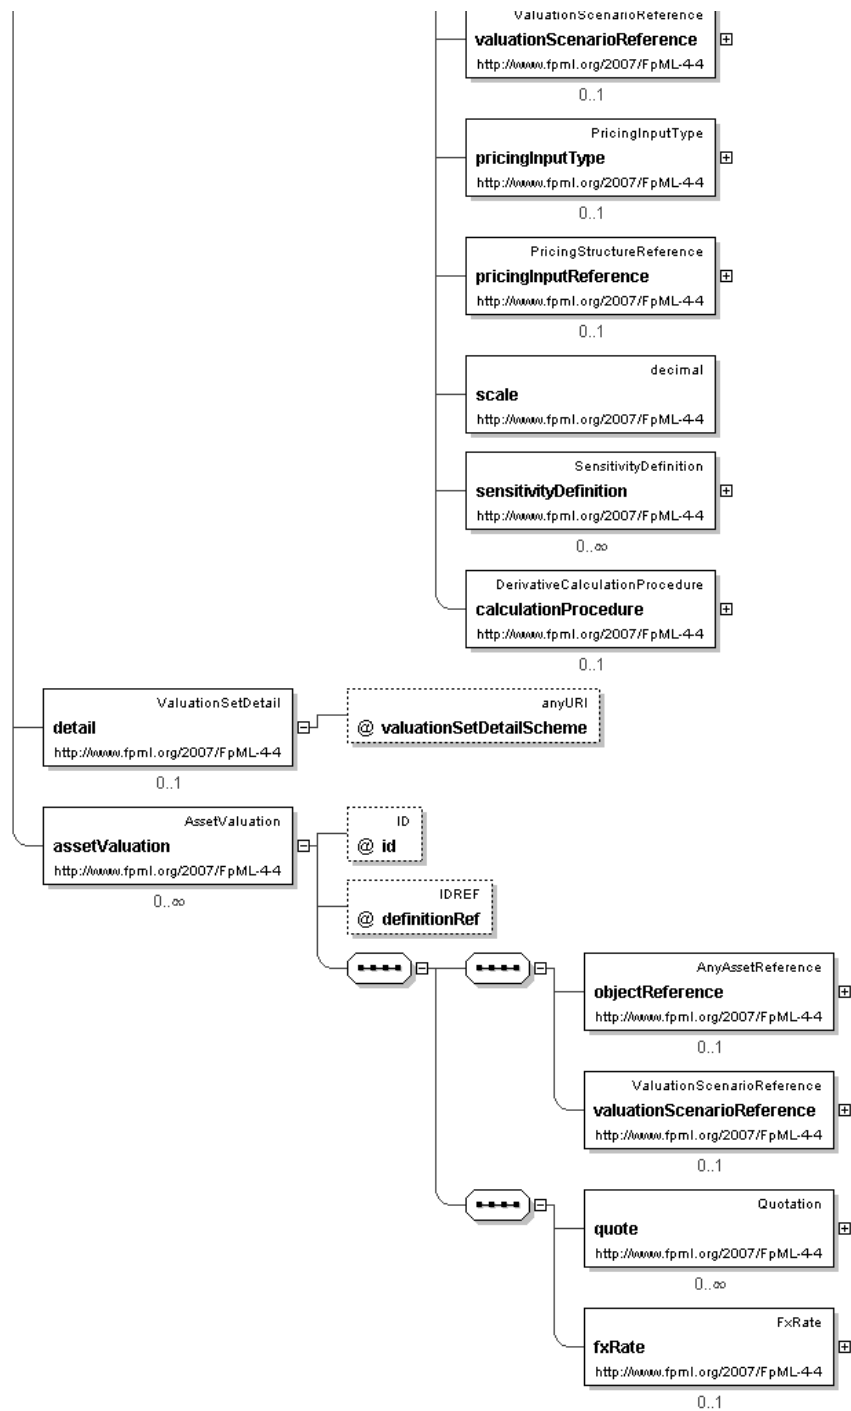 ValuationScenarioReference
valuationScenarioReference
http://www.fpml.org/2007/FpML-4-4
0..1
PricingInputType
pricingInputType
http://www.fpml.org/2007/FpML-4-4
0..1
PricingStructureReference
pricingInputReference
http://www.fpml.org/2007/FpML-4-4
0..1
decimal
scale
http://www.fpml.org/2007/FpML-4-4
SensitivityDefinition
sensitivityDefinition
http://www.fpml.org/2007/FpML-4-4
0..∞
DerivativeCalculationProcedure
calculationProcedure
http://www.fpml.org/2007/FpML-4-4
0..1
ValuationSetDetail
detail
http://www.fpml.org/2007/FpML-4-4
0..1
anyURI
@ valuationSetDetailScheme
AssetValuation
assetValuation
http://www.fpml.org/2007/FpML-4-4
0..∞
ID
@ id
IDREF
@ definitionRef
AnyAssetReference
objectReference
http://www.fpml.org/2007/FpML-4-4
0..1
ValuationScenarioReference
valuationScenarioReference
http://www.fpml.org/2007/FpML-4-4
0..1
Quotation
quote
http://www.fpml.org/2007/FpML-4-4
0..∞
FxRate
fxRate
http://www.fpml.org/2007/FpML-4-4
0..1